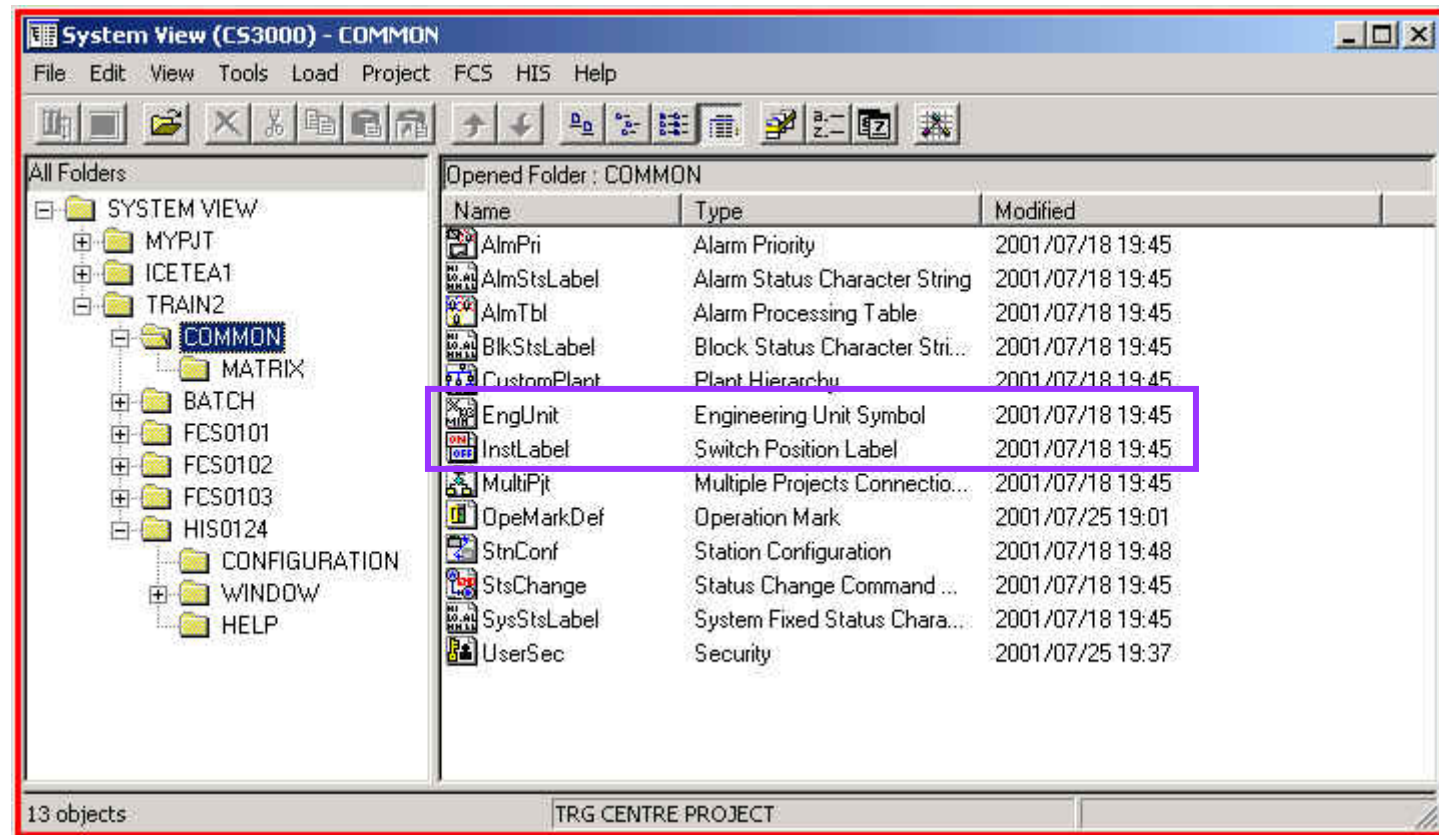 System View (CS3000) - COMMON
File Edit View Tools Load Project FCS HIS Help
All Folders
SYSTEM VIEW
MYPJT
ICETEA1
TRAIN2
COMMON
MATRIX
BATCH
FCS0101
FCS0102
FCS0103
HIS0124
CONFIGURATION
WINDOW
HELP
Opened Folder : COMMON
Name Type Modified
AlmPri Alarm Priority 2001/07/18 19:45
AlmStsLabel Alarm Status Character String 2001/07/18 19:45
AlmTbl Alarm Processing Table 2001/07/18 19:45
BlkStsLabel Block Status Character Stri... 2001/07/18 19:45
CustomPlant Plant Hierarchy 2001/07/18 19:45
EngUnit Engineering Unit Symbol 2001/07/18 19:45
InstLabel Switch Position Label 2001/07/18 19:45
MultiPjt Multiple Projects Connectio... 2001/07/18 19:45
OpeMarkDef Operation Mark 2001/07/25 19:01
StnConf Station Configuration 2001/07/18 19:48
StsChange Status Change Command ... 2001/07/18 19:45
SysStsLabel System Fixed Status Chara... 2001/07/18 19:45
UserSec Security 2001/07/25 19:37
13 objects TRG CENTRE PROJECT